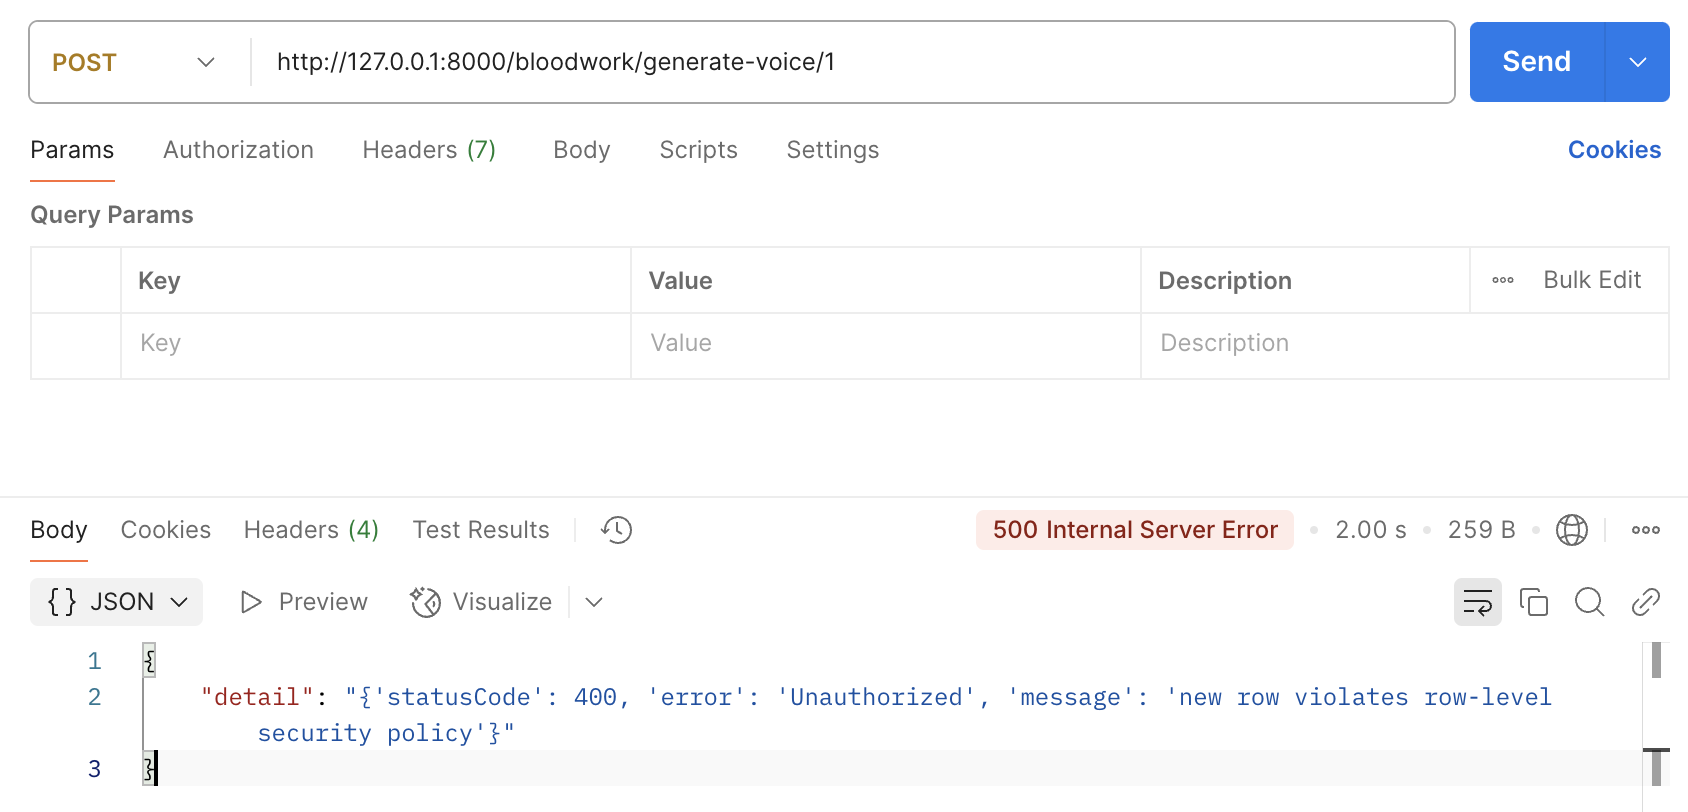 POST http://127.0.0.1:8000/bloodwork/generate-voice/1 Send
Params Authorization Headers (7) Body Scripts Settings Cookies
Query Params
Key Value Description Bulk Edit
Key Value Description
Body Cookies Headers (4) Test Results 500 Internal Server Error 2.00 s 259 B
{} JSON Preview Visualize
1 {
2 "detail": "{'statusCode': 400, 'error': 'Unauthorized', 'message': 'new row violates row-level
security policy'}"
3 }